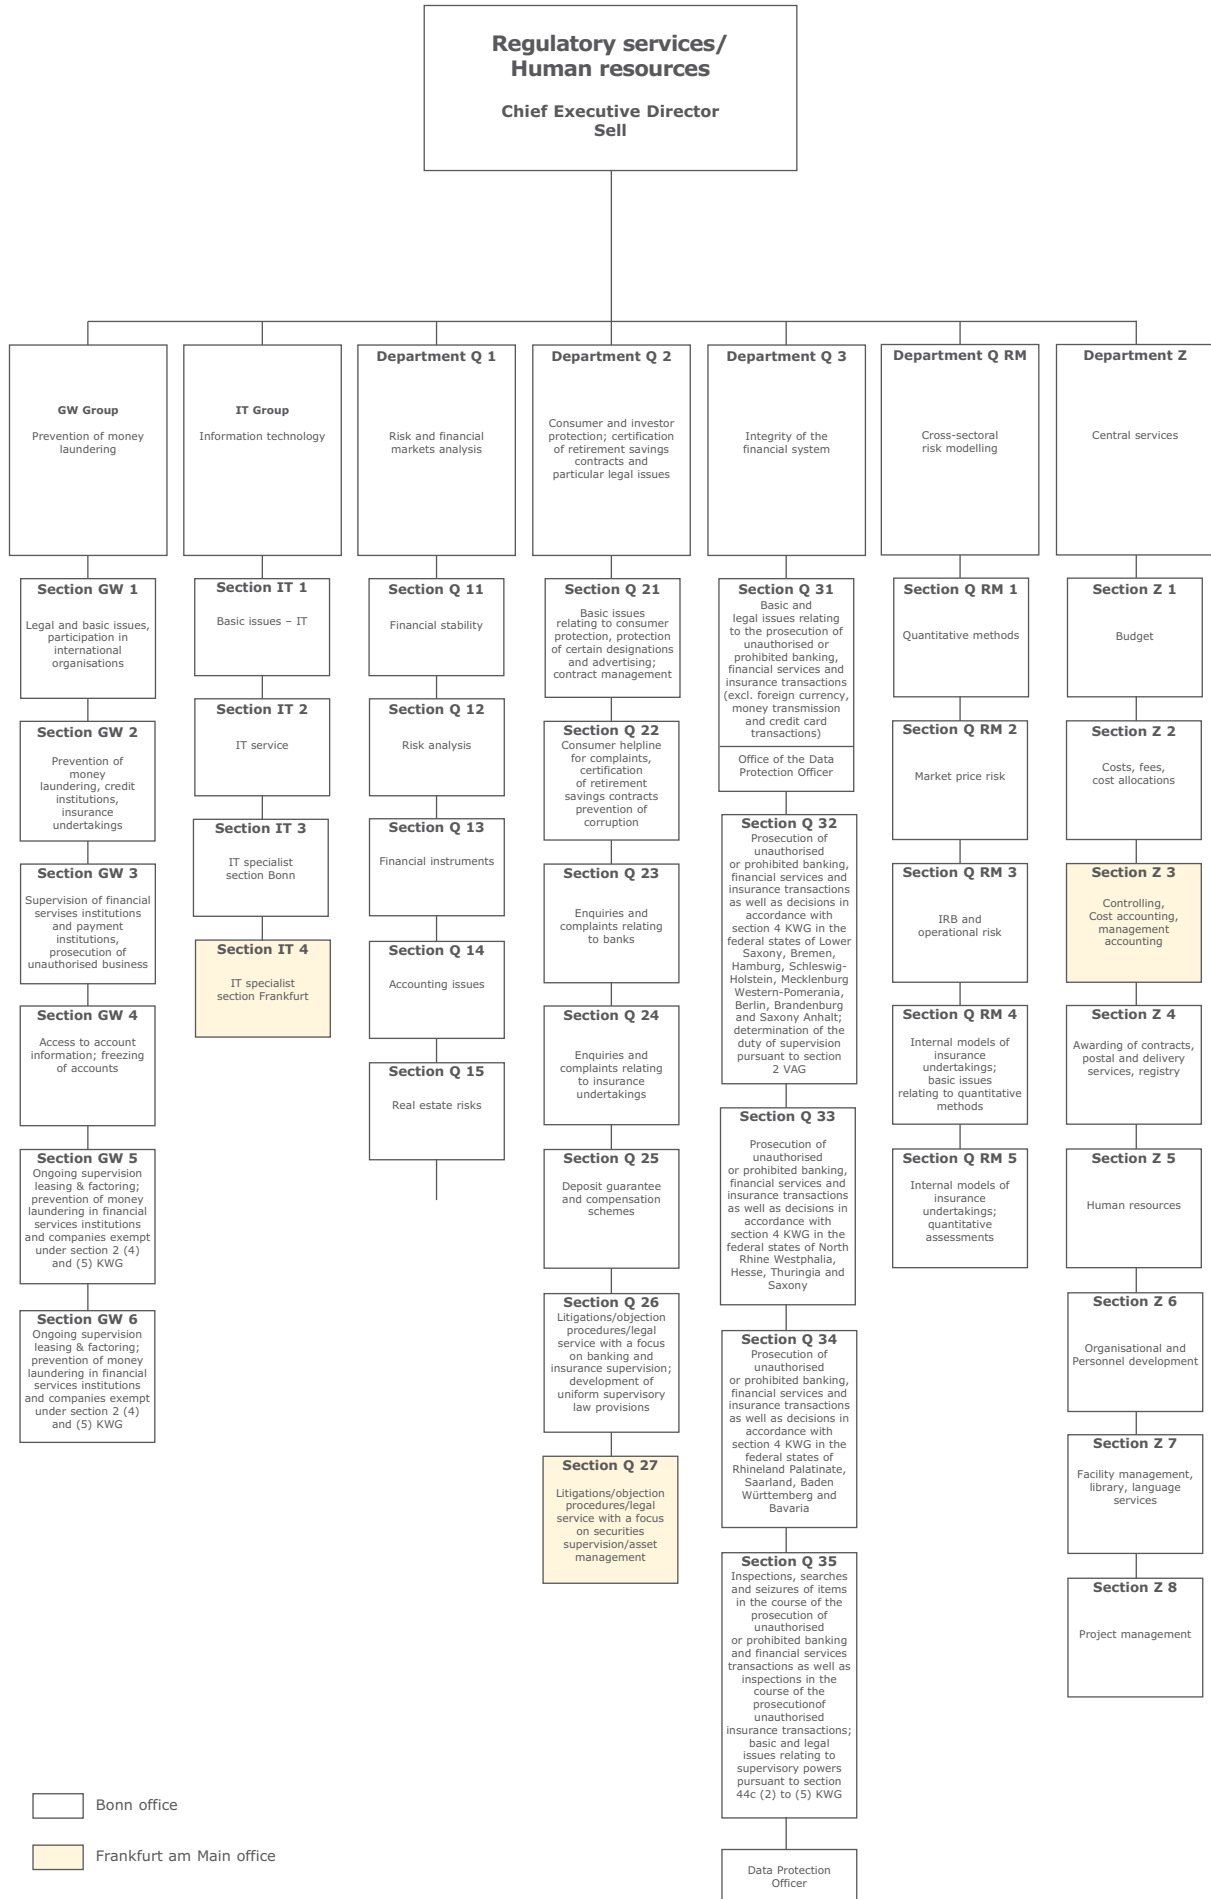 Regulatory services/
Human resources
Chief Executive Director
Sell
GW Group
Prevention of money
laundering
Section GW 1
Legal and basic issues,
participation in
international
organisations
Section GW 2
Prevention of
money
laundering, credit
institutions,
insurance
undertakings
Section GW 3
Supervision of financial
servises institutions
and payment
institutions,
prosecution of
unauthorised business
Section GW 4
Access to account
information; freezing
of accounts
Section GW 5
Ongoing supervision
leasing & factoring;
prevention of money
laundering in financial
services institutions
and companies exempt
under section 2 (4)
and (5) KWG
Section GW 6
Ongoing supervision
leasing & factoring;
prevention of money
laundering in financial
services institutions
and companies exempt
under section 2 (4)
and (5) KWG
IT Group
Information technology
Section IT 1
Basic issues – IT
Section IT 2
IT service
Section IT 3
IT specialist
section Bonn
Section IT 4
IT specialist
section Frankfurt
Department Q 1
Risk and financial
markets analysis
Section Q 11
Financial stability
Section Q 12
Risk analysis
Section Q 13
Financial instruments
Section Q 14
Accounting issues
Section Q 15
Real estate risks
Department Q 2
Consumer and investor
protection; certification
of retirement savings
contracts and
particular legal issues
Section Q 21
Basic issues
relating to consumer
protection, protection
of certain designations
and advertising;
contract management
Section Q 22
Consumer helpline
for complaints,
certification
of retirement
savings contracts
prevention of
corruption
Section Q 23
Enquiries and
complaints relating
to banks
Section Q 24
Enquiries and
complaints relating
to insurance
undertakings
Section Q 25
Deposit guarantee
and compensation
schemes
Section Q 26
Litigations/objection
procedures/legal
service with a focus
on banking and
insurance supervision;
development of
uniform supervisory
law provisions
Section Q 27
Litigations/objection
procedures/legal
service with a focus
on securities
supervision/asset
management
Department Q 3
Integrity of the
financial system
Section Q 31
Basic and
legal issues relating
to the prosecution of
unauthorised or
prohibited banking,
financial services and
insurance transactions
(excl. foreign currency,
money transmission
and credit card
transactions)
Office of the Data
Protection Officer
Section Q 32
Prosecution of
unauthorised
or prohibited banking,
financial services and
insurance transactions
as well as decisions in
accordance with
section 4 KWG in the
federal states of Lower
Saxony, Bremen,
Hamburg, Schleswig-
Holstein, Mecklenburg
Western-Pomerania,
Berlin, Brandenburg
and Saxony Anhalt;
determination of the
duty of supervision
pursuant to section
2 VAG
Section Q 33
Prosecution of
unauthorised
or prohibited banking,
financial services and
insurance transactions
as well as decisions in
accordance with
section 4 KWG in the
federal states of North
Rhine Westphalia,
Hesse, Thuringia and
Saxony
Section Q 34
Prosecution of
unauthorised
or prohibited banking,
financial services and
insurance transactions
as well as decisions in
accordance with
section 4 KWG in the
federal states of
Rhineland Palatinate,
Saarland, Baden
Württemberg and
Bavaria
Section Q 35
Inspections, searches
and seizures of items
in the course of the
prosecution of
unauthorised
or prohibited banking
and financial services
transactions as well as
inspections in the
course of the
prosecutionof
unauthorised
insurance transactions;
basic and legal
issues relating to
supervisory powers
pursuant to section
44c (2) to (5) KWG
Data Protection
Officer
Department Q RM
Cross-sectoral
risk modelling
Section Q RM 1
Quantitative methods
Section Q RM 2
Market price risk
Section Q RM 3
IRB and
operational risk
Section Q RM 4
Internal models of
insurance
undertakings;
basic issues
relating to quantitative
methods
Section Q RM 5
Internal models of
insurance
undertakings;
quantitative
assessments
Department Z
Central services
Section Z 1
Budget
Section Z 2
Costs, fees,
cost allocations
Section Z 3
Controlling,
Cost accounting,
management
accounting
Section Z 4
Awarding of contracts,
postal and delivery
services, registry
Section Z 5
Human resources
Section Z 6
Organisational and
Personnel development
Section Z 7
Facility management,
library, language
services
Section Z 8
Project management
Bonn office
Frankfurt am Main office